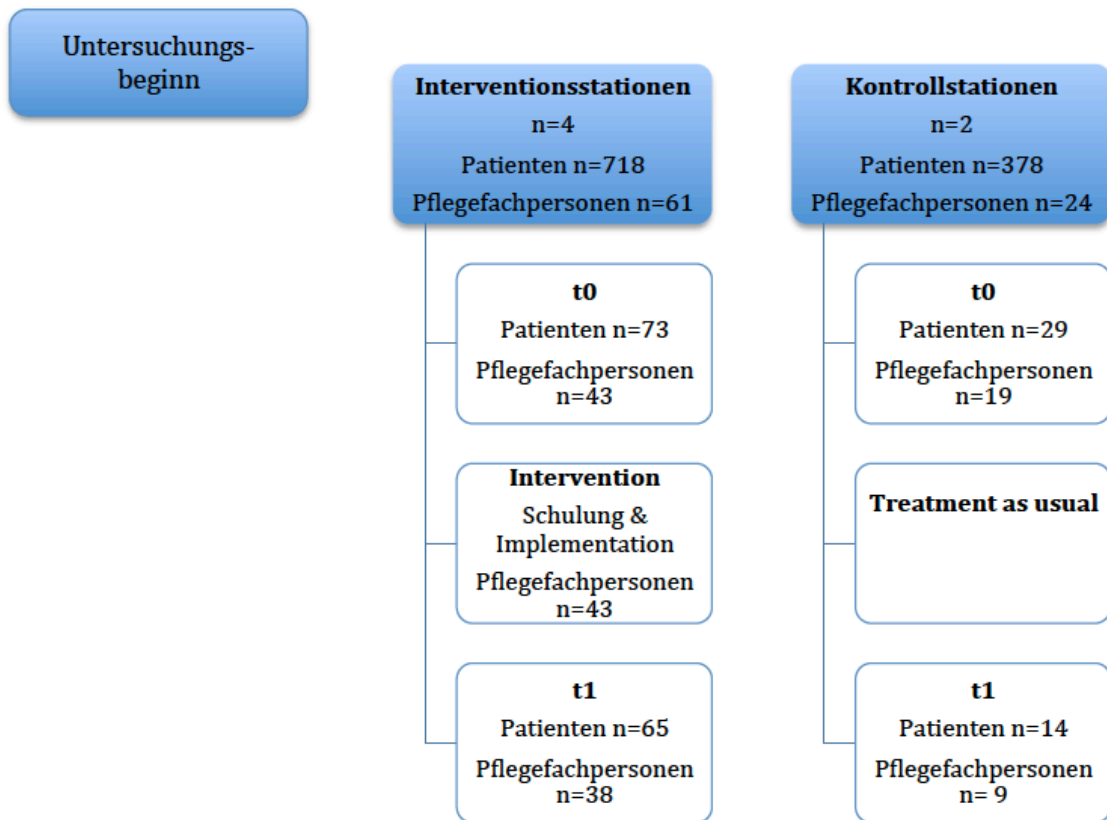 Untersuchungs-
beginn
Interventionsstationen
n=4
Patienten n=718
Pflegefachpersonen n=61
t0
Patienten n=73
Pflegefachpersonen
n=43
Intervention
Schulung &
Implementation
Pflegefachpersonen
n=43
t1
Patienten n=65
Pflegefachpersonen
n=38
Kontrollstationen
n=2
Patienten n=378
Pflegefachpersonen n=24
t0
Patienten n=29
Pflegefachpersonen
n=19
Treatment as usual
t1
Patienten n=14
Pflegefachpersonen
n= 9